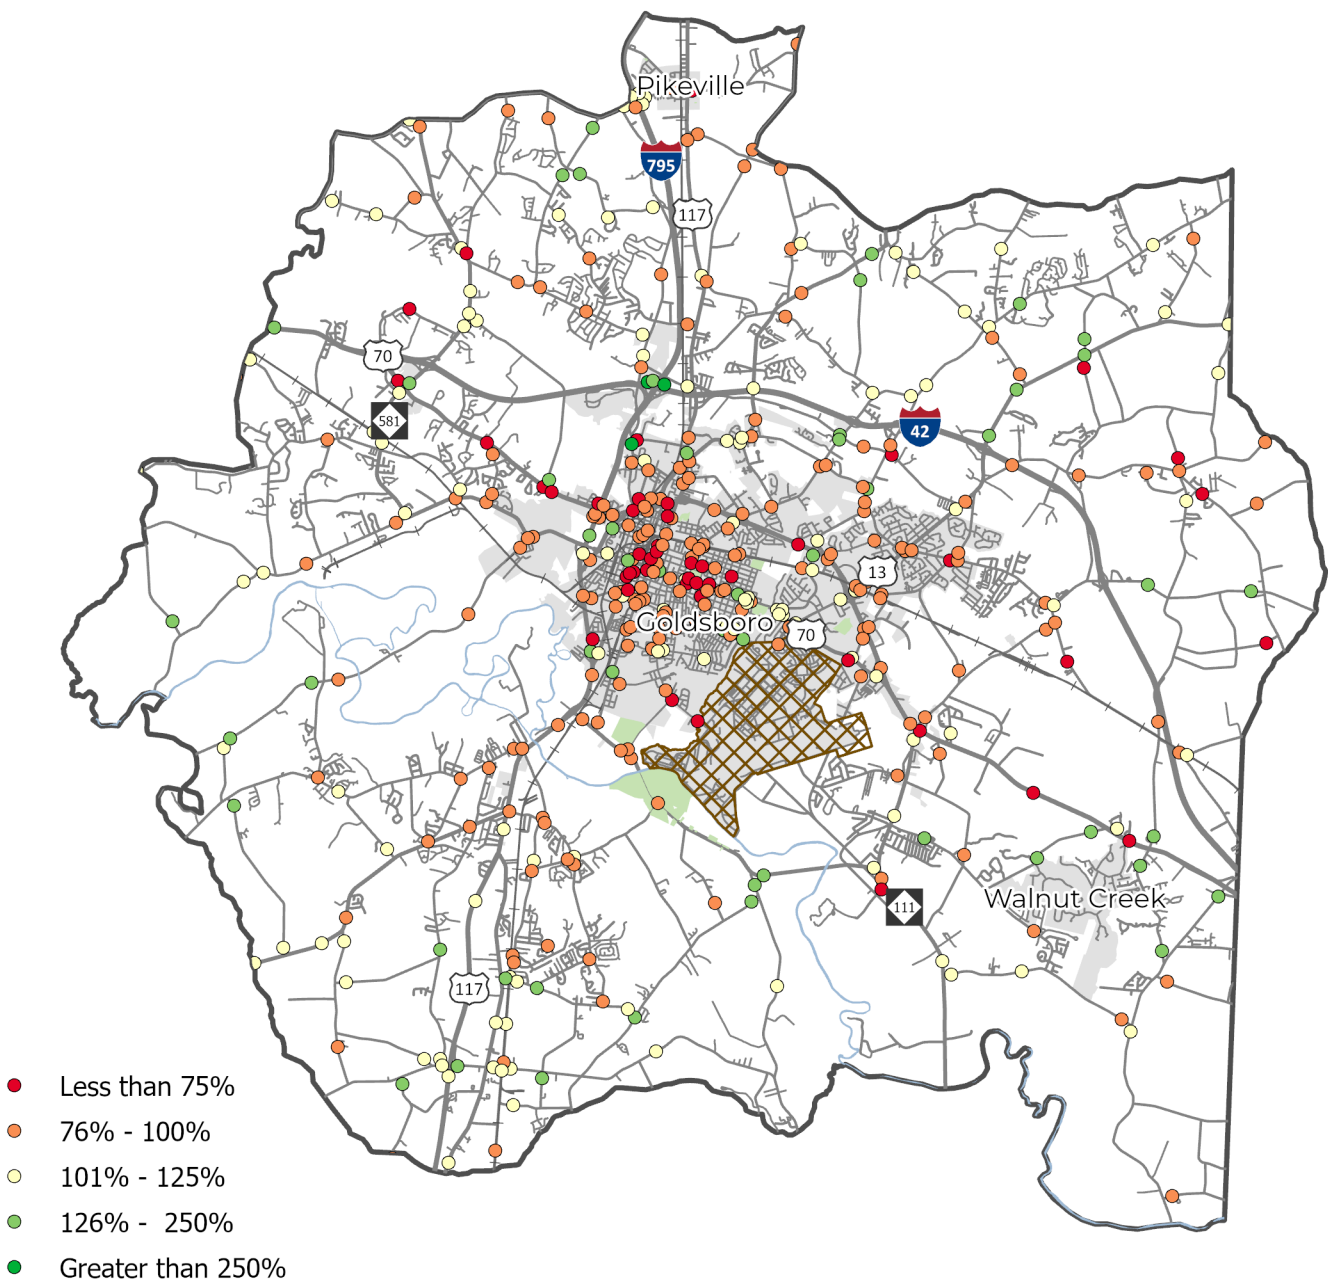 Pikeville
795
117
70
581
42
13
Goldsboro
70
Walnut Creek
111
117
Less than 75%
76% - 100%
101% - 125%
126% - 250%
Greater than 250%